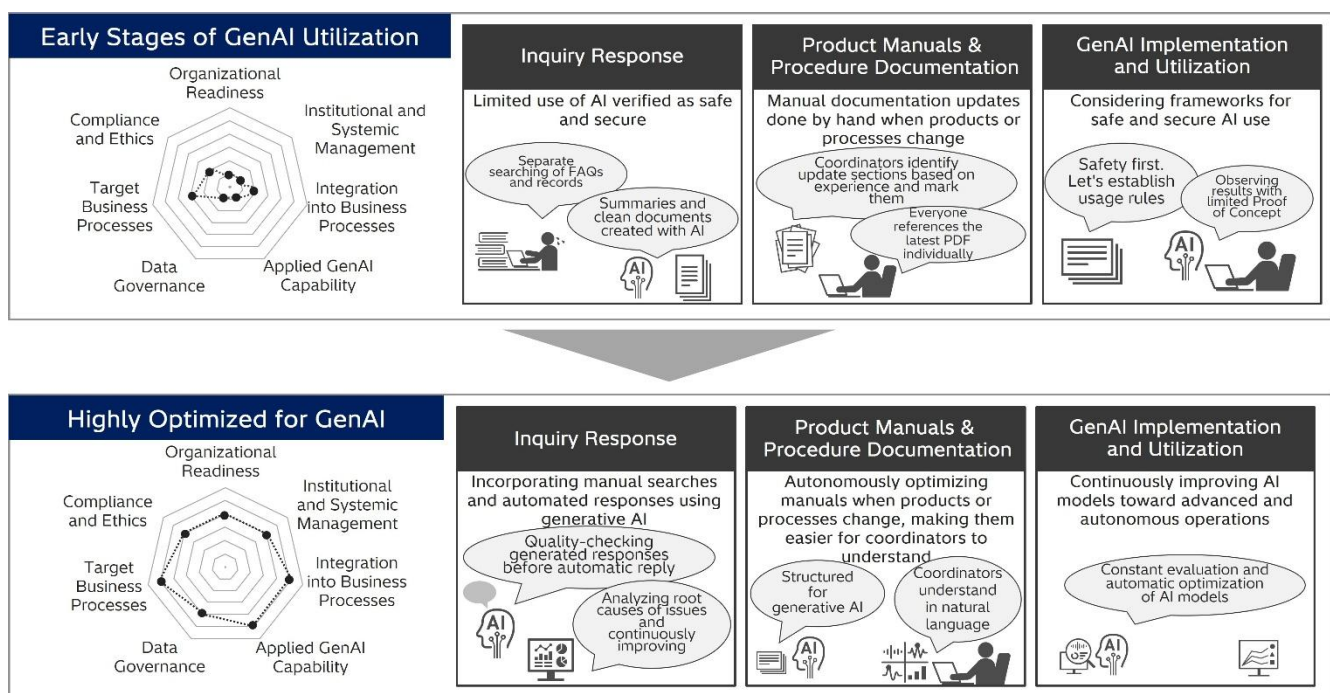 Early Stages of GenAI Utilization
Organizational
Readiness
Compliance
and Ethics
Institutional and
Systemic
Management
Target
Business
Processes
Integration
into Business
Processes
Data
Governance
Applied GenAI
Capability
Inquiry Response
Limited use of AI verified as safe
and secure
Separate
searching of FAQs
and records
Summaries and
clean documents
created with AI
AI
Product Manuals &
Procedure Documentation
Manual documentation updates
done by hand when products or
processes change
Coordinators identify
update sections based on
experience and mark
them
Everyone
references the
latest PDF
individually
GenAI Implementation
and Utilization
Considering frameworks for
safe and secure AI use
Safety first.
Let's establish
usage rules
Observing
results with
limited Proof
of Concept
AI
Highly Optimized for GenAI
Organizational
Readiness
Compliance
and Ethics
Institutional
and Systemic
Management
Target
Business
Processes
Integration
into Business
Processes
Data
Governance
Applied GenAI
Capability
Inquiry Response
Incorporating manual searches
and automated responses using
generative AI
Quality-checking
generated responses
before automatic reply
Analyzing root
causes of issues
and
continuously
improving
AI
Product Manuals &
Procedure Documentation
Autonomously optimizing
manuals when products or
processes change, making them
easier for coordinators to
understand
Structured
for
generative AI
Coordinators
understand
in natural
language
AI
GenAI Implementation
and Utilization
Continuously improving AI
models toward advanced and
autonomous operations
Constant evaluation and
automatic optimization
of AI models
AI